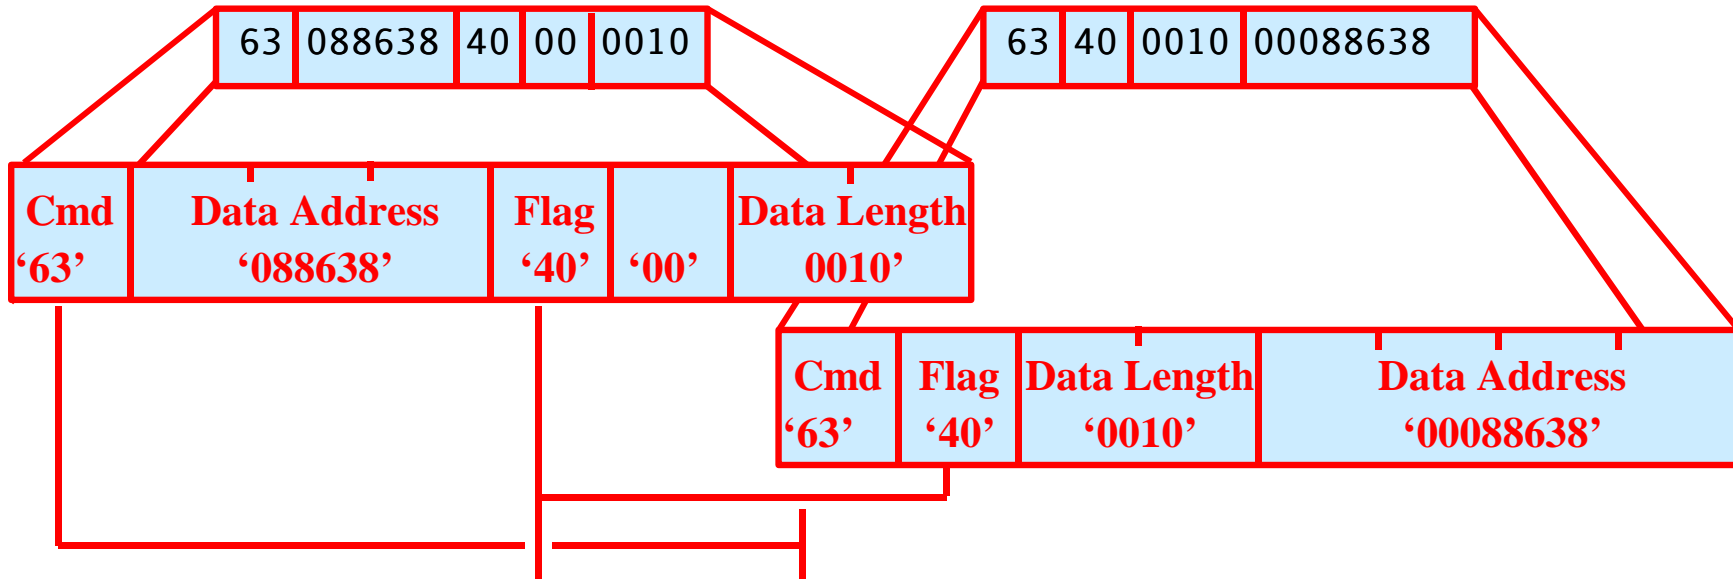 63 088638 40 00 0010
63 40 0010 00088638
Cmd Data Address Flag Data Length
‘63’ ‘088638’ ‘40’ ‘00’ 0010’
Cmd Flag Data Length Data Address
‘63’ ‘40’ ‘0010’ ‘00088638’